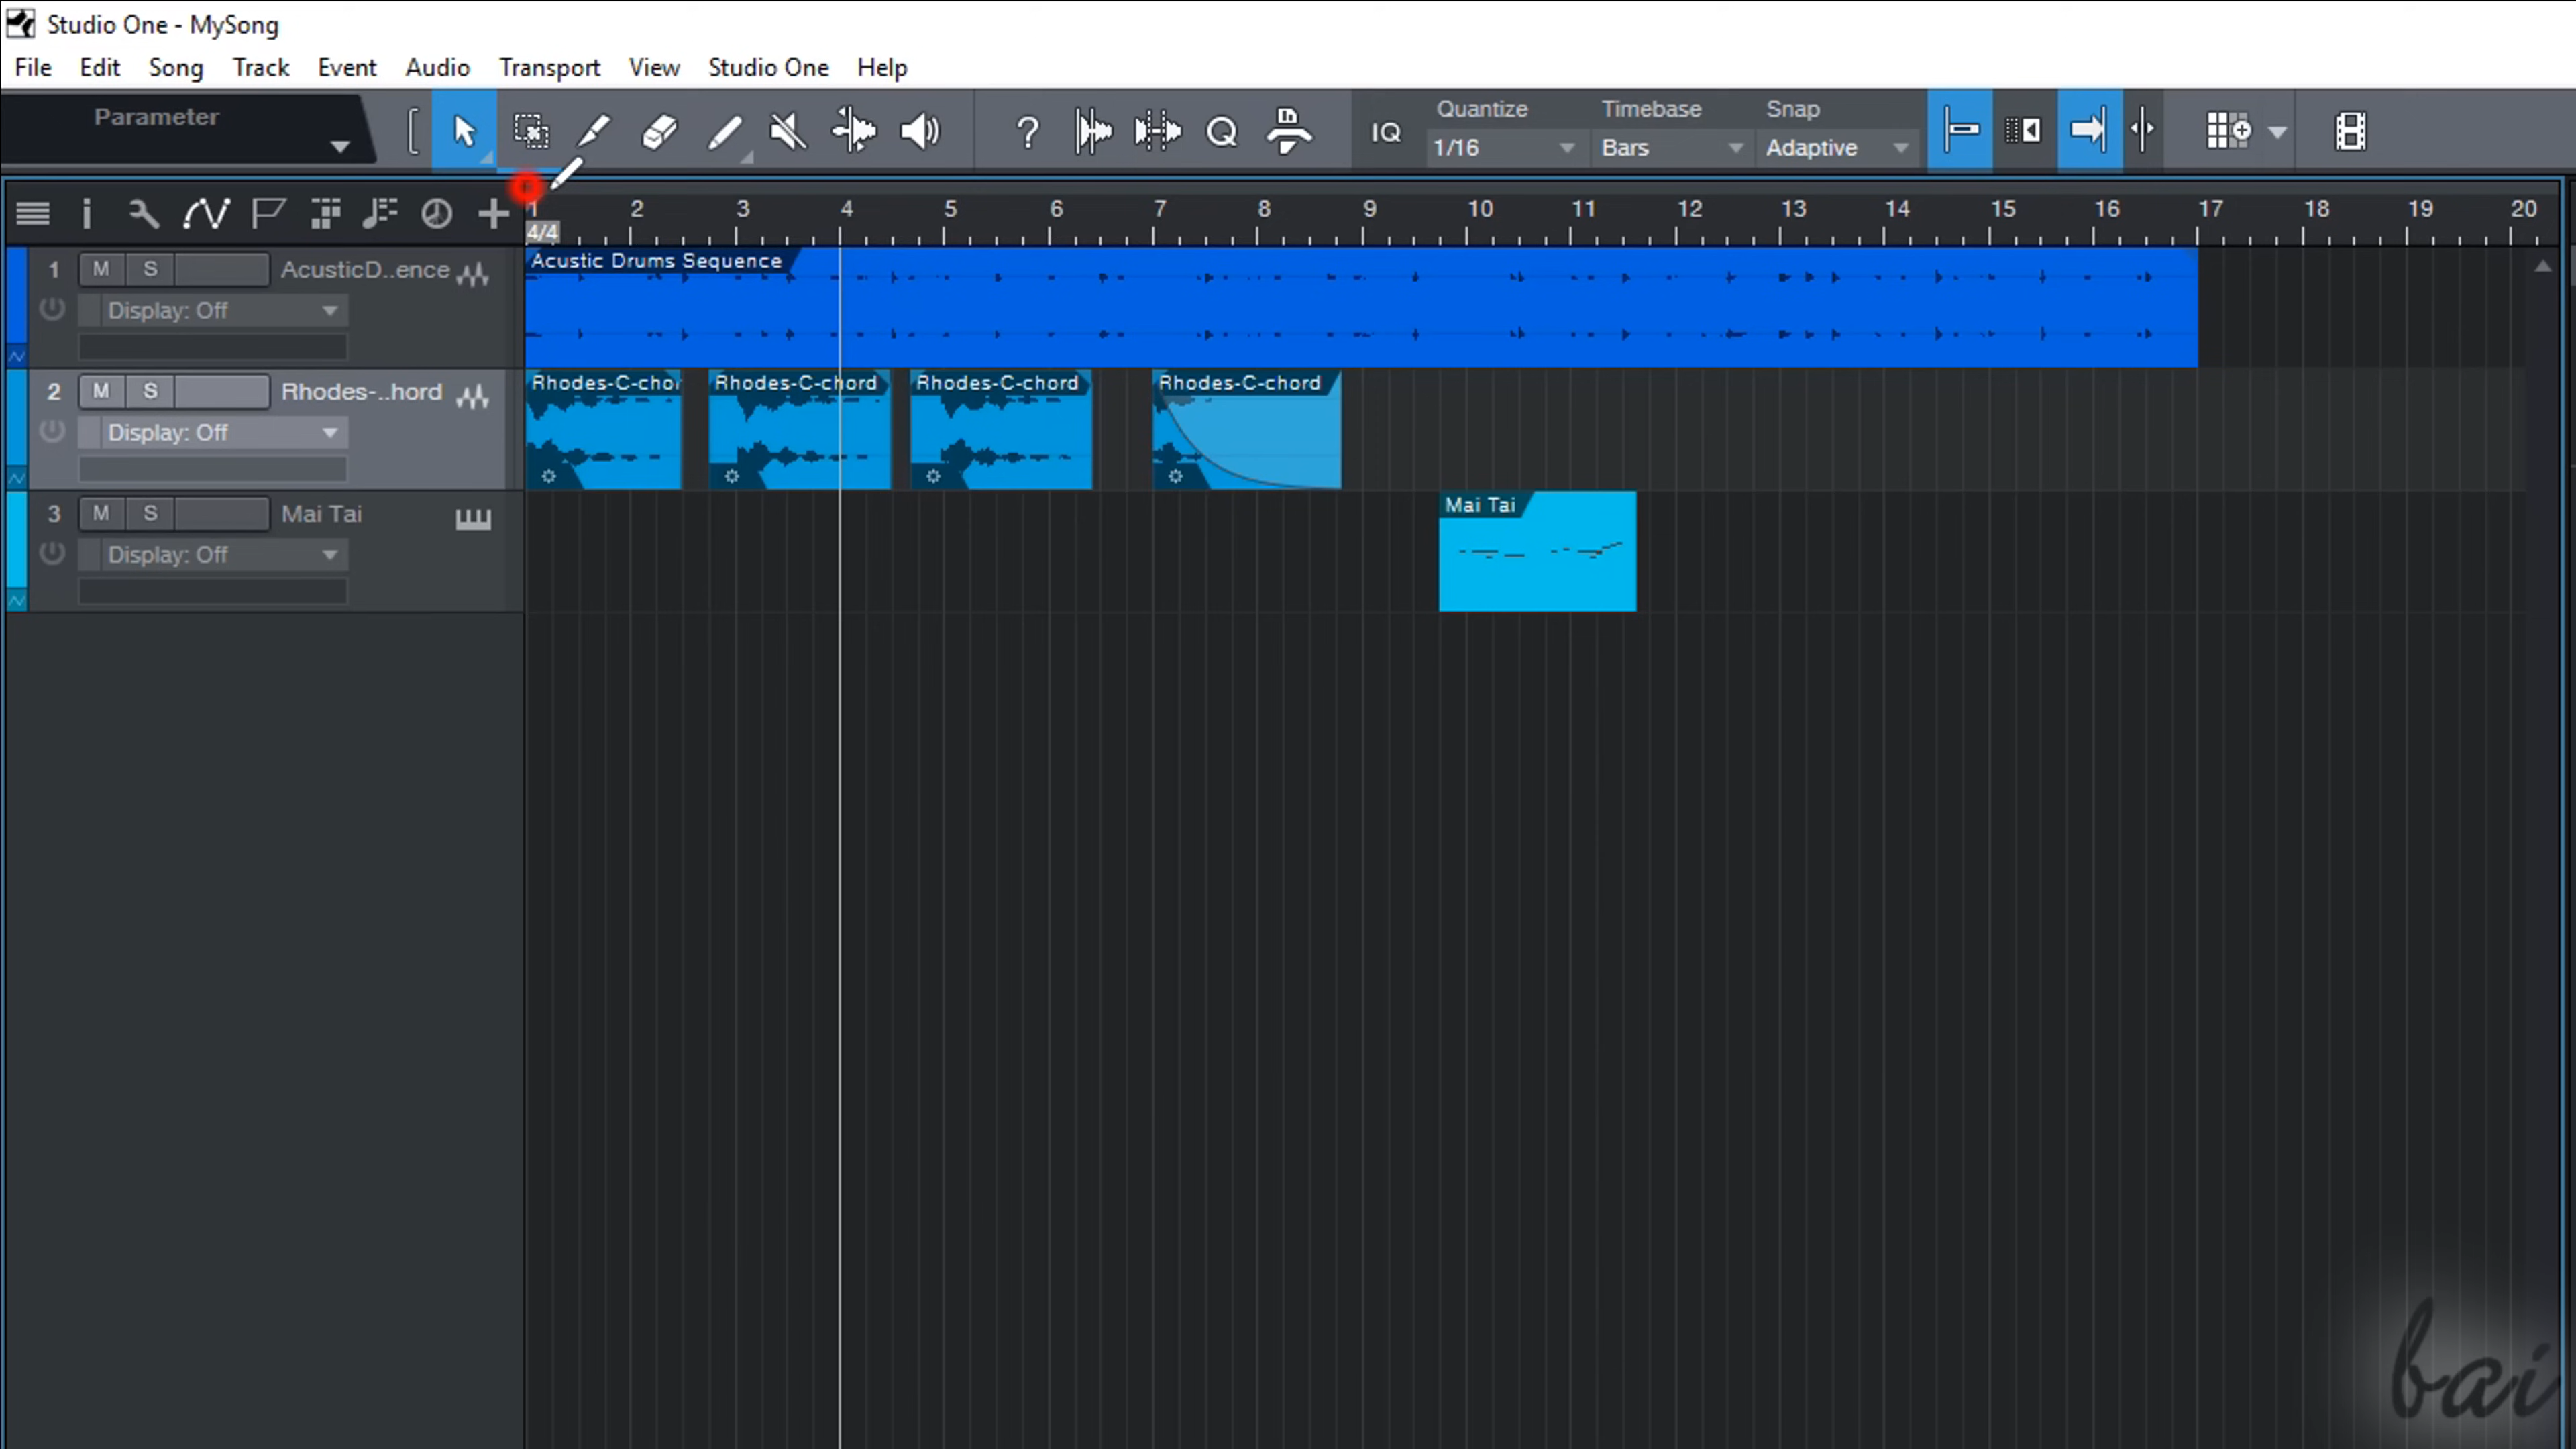 Studio One - MySong
File Edit Song Track Event Audio Transport View Studio One Help
Parameter
? Q IQ
Quantize Timebase Snap
1/16 Bars Adaptive
1 2 3 4 5 6 7 8 9 10 11 12 13 14 15 16 17 18 19 20
4/4
1 M S AcusticD..ence
Display: Off
Acustic Drums Sequence
2 M S Rhodes-..hord
Display: Off
Rhodes-C-chor Rhodes-C-chord Rhodes-C-chord Rhodes-C-chord
3 M S Mai Tai
Display: Off
Mai Tai
bai